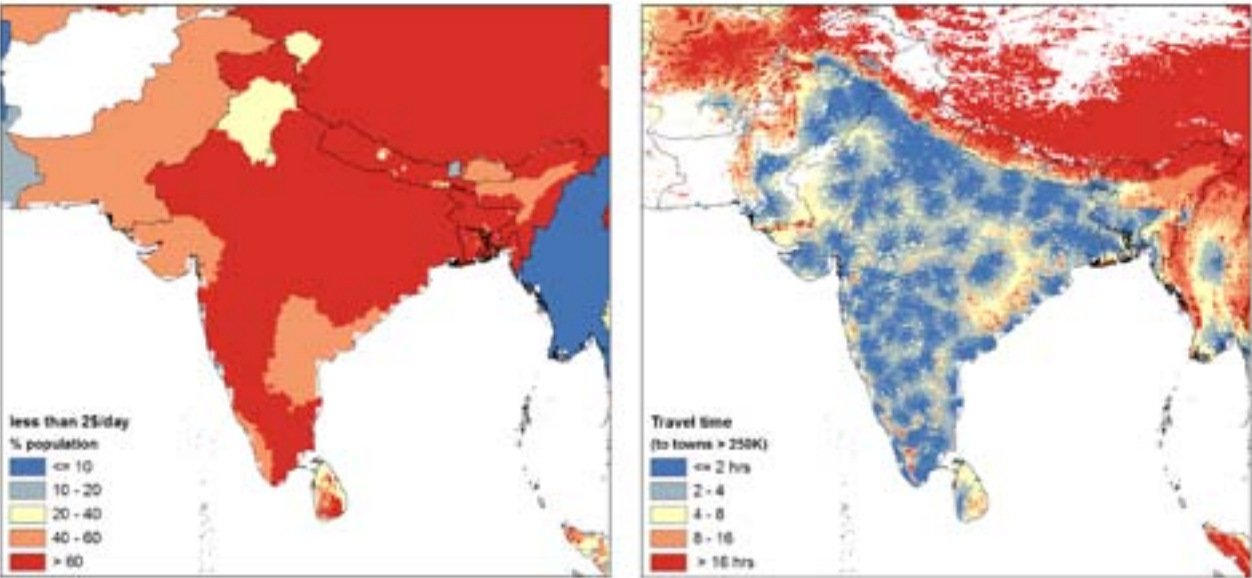 less than 2$/day
% population
<= 10
10 - 20
20 - 40
40 - 60
> 60
Travel time
(to towns > 250K)
<= 2 hrs
2 - 4
4 - 8
8 - 16
> 16 hrs